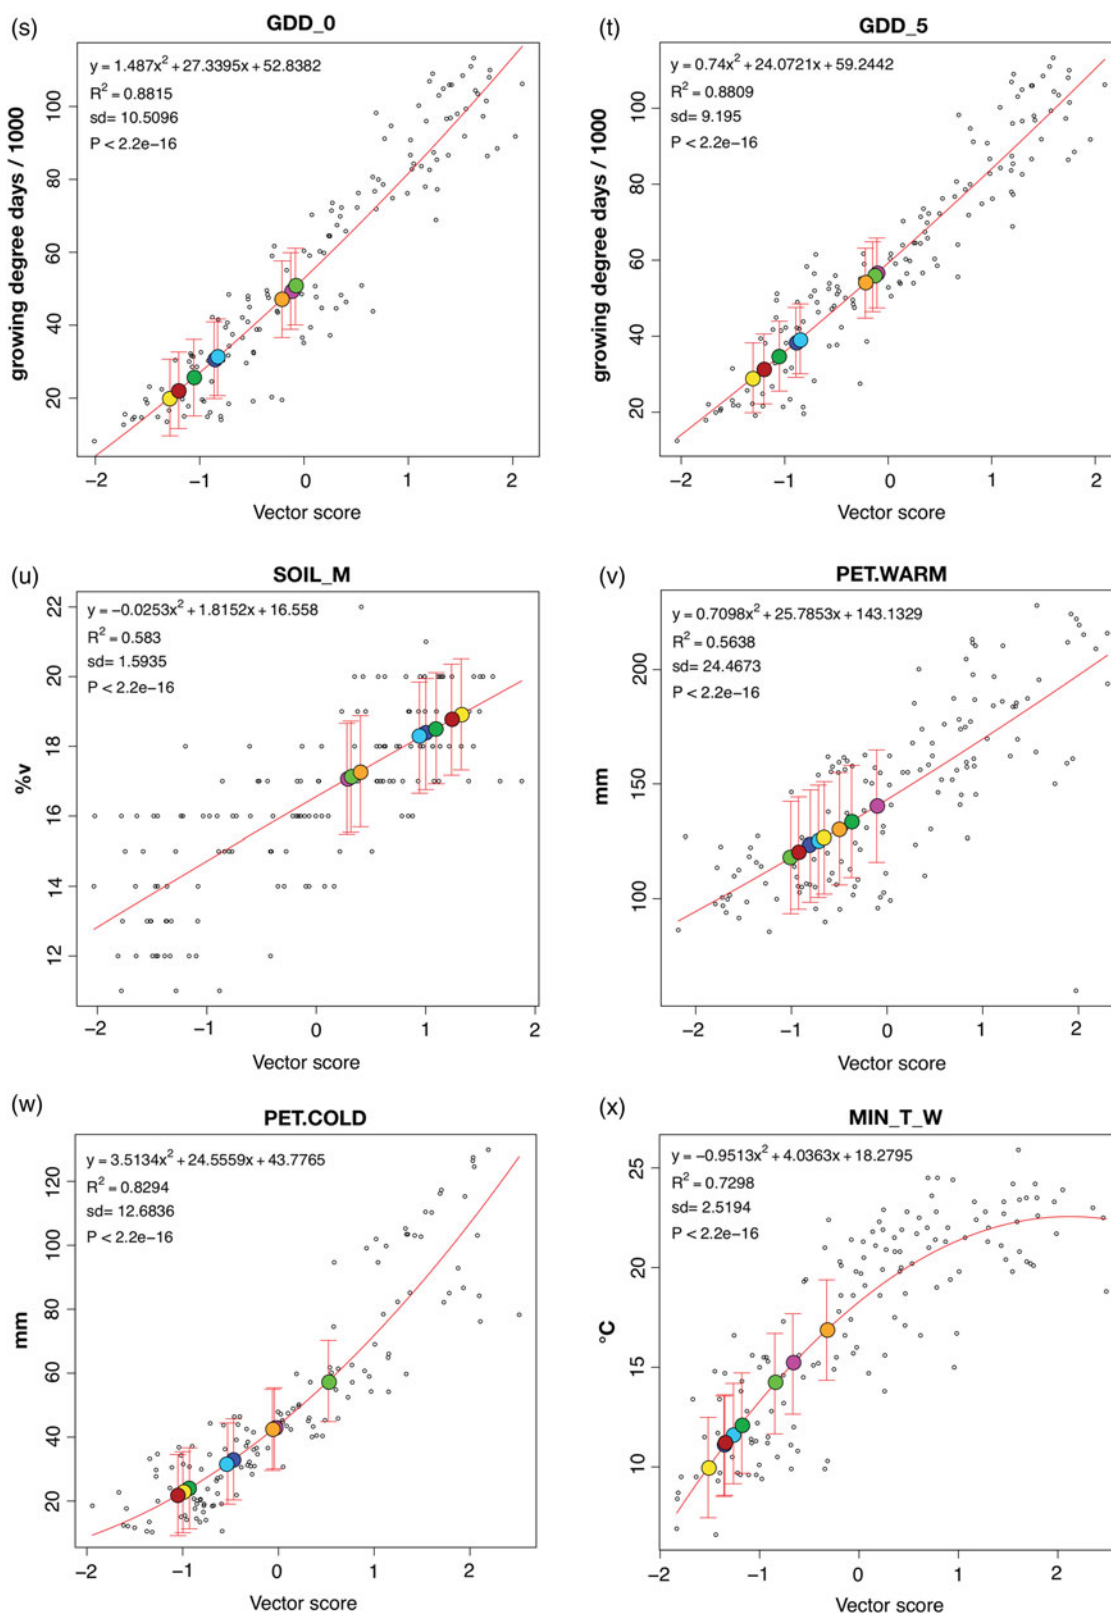 (s)
GDD_0
y = 1.487x² + 27.3395x + 52.8382
R² = 0.8815
sd= 10.5096
P < 2.2e−16
growing degree days / 1000
20
40
60
80
100
−2
−1
0
1
2
Vector score
(t)
GDD_5
y = 0.74x² + 24.0721x + 59.2442
R² = 0.8809
sd= 9.195
P < 2.2e−16
growing degree days / 1000
20
40
60
80
100
−2
−1
0
1
2
Vector score
(u)
SOIL_M
y = −0.0253x² + 1.8152x + 16.558
R² = 0.583
sd= 1.5935
P < 2.2e−16
%v
12
14
16
18
20
22
−2
−1
0
1
2
Vector score
(v)
PET.WARM
y = 0.7098x² + 25.7853x + 143.1329
R² = 0.5638
sd= 24.4673
P < 2.2e−16
mm
100
150
200
−2
−1
0
1
2
Vector score
(w)
PET.COLD
y = 3.5134x² + 24.5559x + 43.7765
R² = 0.8294
sd= 12.6836
P < 2.2e−16
mm
20
40
60
80
100
120
−2
−1
0
1
2
Vector score
(x)
MIN_T_W
y = −0.9513x² + 4.0363x + 18.2795
R² = 0.7298
sd= 2.5194
P < 2.2e−16
°C
10
15
20
25
−2
−1
0
1
2
Vector score